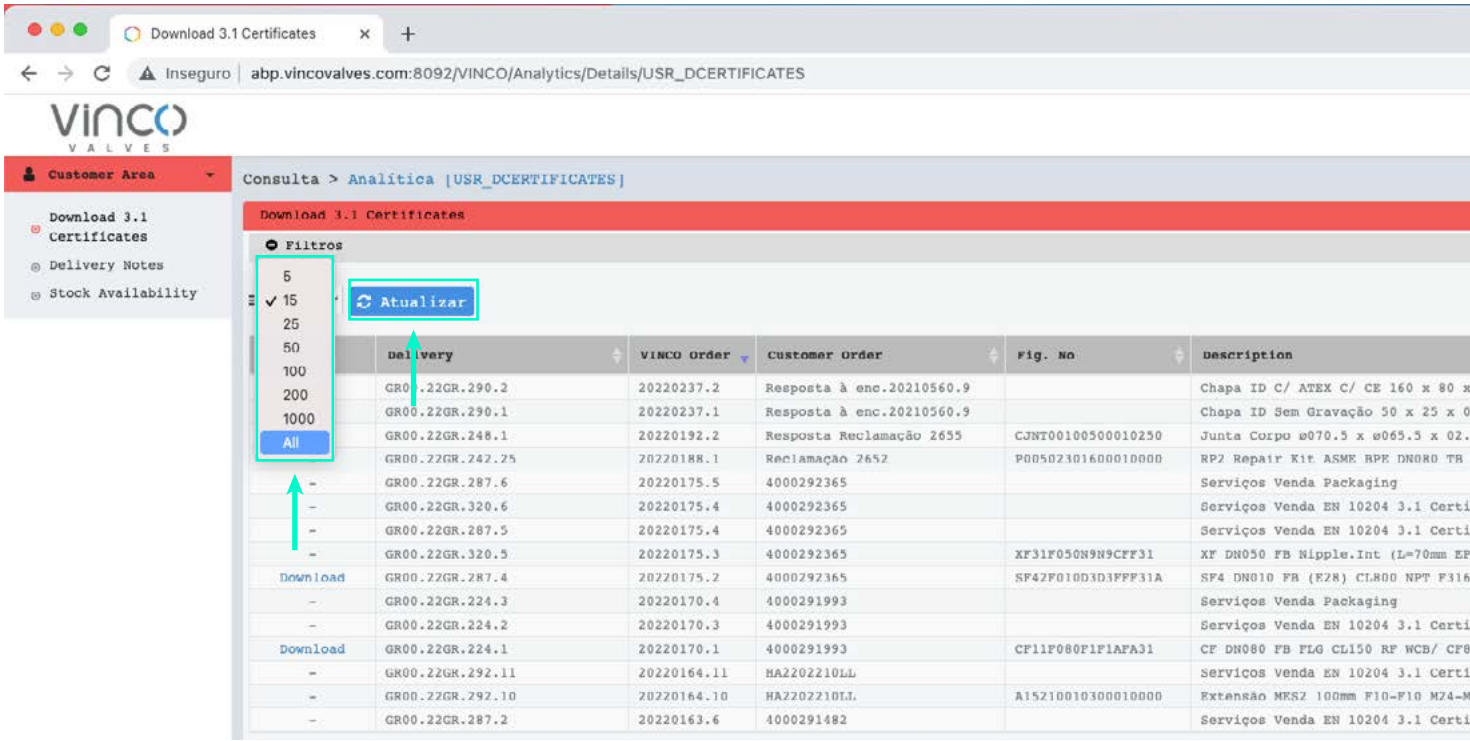 Download 3.1 Certificates
Inseguro abp.vincovalves.com:8092/VINCO/Analytics/Details/USR_DCERTIFICATES
VINCO
VALVES
Customer Area
Download 3.1
Certificates
Delivery Notes
Stock Availability
Consulta > Analítica [USR_DCERTIFICATES]
Download 3.1 Certificates
Filtros
5
15
25
50
100
200
1000
All
Atualizar
Delivery VINCO Order Customer Order Fig. No Description
GR00.22GR.290.2 20220237.2 Resposta à enc.20210560.9 Chapa ID C/ ATEX C/ CE 160 x 80 x
GR00.22GR.290.1 20220237.1 Resposta à enc.20210560.9 Chapa ID Sem Gravação 50 x 25 x 0
GR00.22GR.248.1 20220192.2 Resposta Reclamação 2655 CJNT00100500010250 Junta Corpo ø070.5 x ø065.5 x 02.
- GR00.22GR.242.25 20220188.1 Reclamação 2652 P00502301600010000 RP2 Repair Kit ASME BPE DN080 TB
- GR00.22GR.287.6 20220175.5 4000292365 Serviços Venda Packaging
- GR00.22GR.320.6 20220175.4 4000292365 Serviços Venda EN 10204 3.1 Certi
- GR00.22GR.287.5 20220175.4 4000292365 Serviços Venda EN 10204 3.1 Certi
- GR00.22GR.320.5 20220175.3 4000292365 XF31F050N9N9CFF31 XF DN050 FB Nipple.Int (L=70mm EP
Download GR00.22GR.287.4 20220175.2 4000292365 SF42F010D3D3FFF31A SF4 DN010 FB (E28) CL800 NPT F316
- GR00.22GR.224.3 20220170.4 4000291993 Serviços Venda Packaging
- GR00.22GR.224.2 20220170.3 4000291993 Serviços Venda EN 10204 3.1 Certi
Download GR00.22GR.224.1 20220170.1 4000291993 CF11F080F1F1AFA31 CF DN080 FB FLG CL150 RF WCB/ CF8
- GR00.22GR.292.11 20220164.11 HA2202210LL Serviços Venda EN 10204 3.1 Certi
- GR00.22GR.292.10 20220164.10 HA2202210LL A15210010300010000 Extensão MES2 100mm F10-F10 M24-M
- GR00.22GR.287.2 20220163.6 4000291482 Serviços Venda EN 10204 3.1 Certi